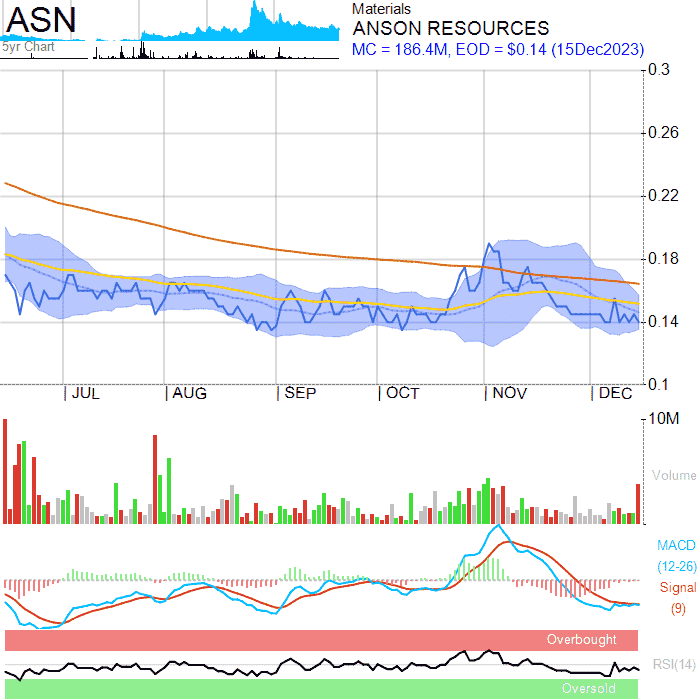 ASN
5yr Chart
Materials
ANSON RESOURCES
MC = 186.4M, EOD = $0.14 (15Dec2023)
0.3
0.26
0.22
0.18
0.14
0.1
JUL AUG SEP OCT NOV DEC
10M
Volume
MACD
(12-26)
Signal
(9)
Overbought
RSI(14)
Oversold